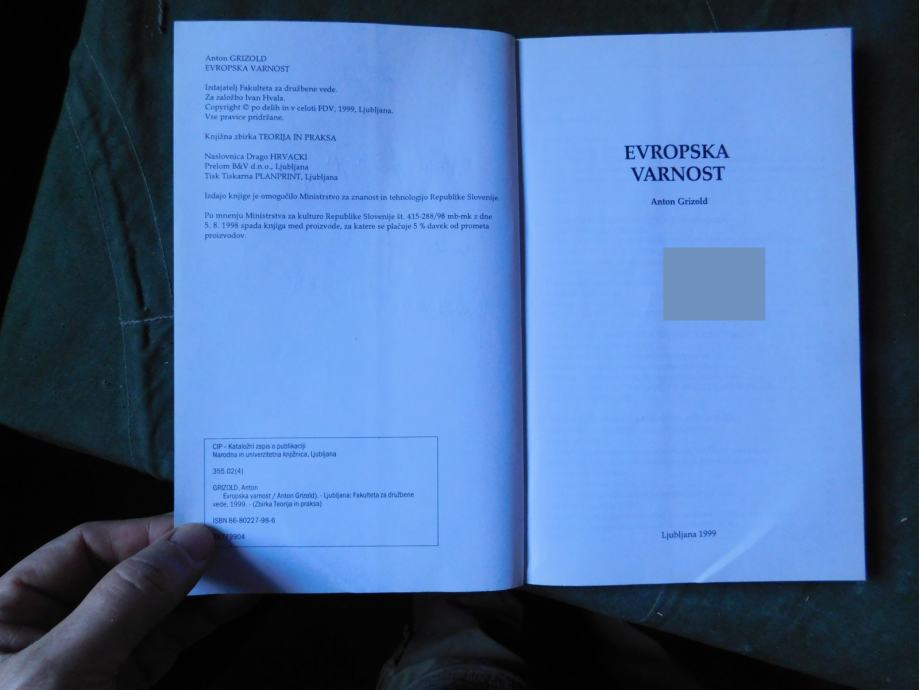 Anton GRIZOLD
EVROPSKA VARNOST
Izdajatelj Fakulteta za družbene vede.
Za založbo Ivan Hvala.
Copyright © po delih in v celoti FDV, 1999, Ljubljana.
Vse pravice pridržane.
Knjižna zbirka TEORIJA IN PRAKSA
Naslovnica Drago HRVACKI
Prelom B&V d.n.o., Ljubljana
Tisk Tiskarna PLANPRINT, Ljubljana
Izdajo knjige je omogočilo Ministrstvo za znanost in tehnologijo Republike Slovenije
Po mnenju Ministrstva za kulturo Republike Slovenije št. 415-288/98 mb-mk z dne
5. 8. 1998 spada knjiga med proizvode, za katere se plačuje 5 % davek od prometa
proizvodov.
CIP - Kataložni zapis o publikaciji
Narodna in univerzitetna knjižnica, Ljubljana
355.02(4)
GRIZOLD, Anton
Evropska varnost / Anton Grizold). - Ljubljana: Fakulteta za družbene
vede, 1999. - (Zbirka Teorija in praksa)
ISBN 86-80227-98-6
EVROPSKA
VARNOST
Anton Grizold
Ljubljana 1999